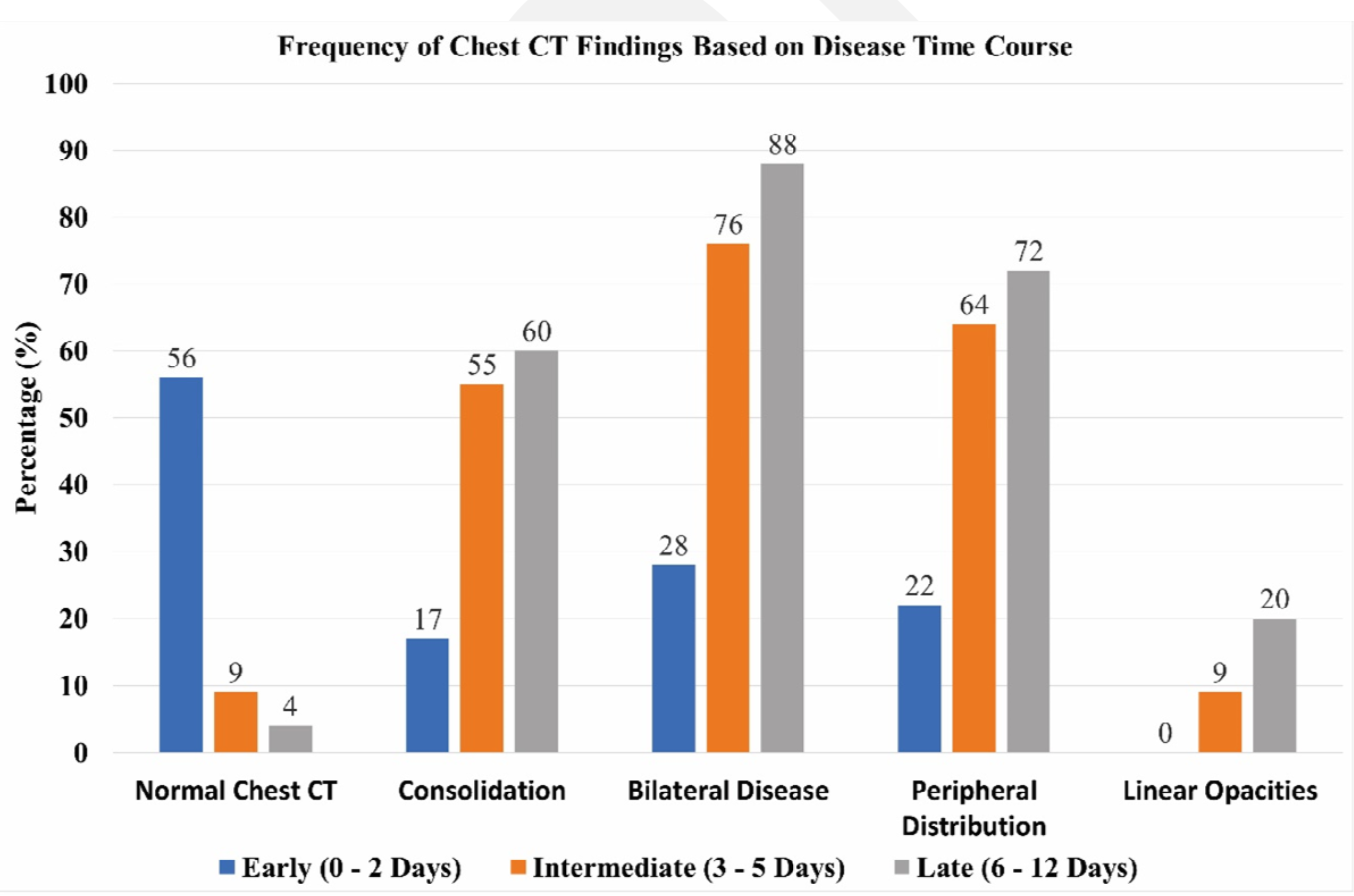 Frequency of Chest CT Findings Based on Disease Time Course
Percentage (%)
100
90
80
70
60
50
40
30
20
10
0
56
9
4
17
55
60
28
76
88
22
64
72
0
9
20
Normal Chest CT
Consolidation
Bilateral Disease
Peripheral
Distribution
Linear Opacities
Early (0 - 2 Days)
Intermediate (3 - 5 Days)
Late (6 - 12 Days)